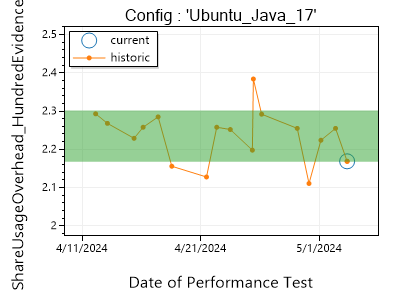 Config : 'Ubuntu_Java_17'
ShareUsageOverhead_HundredEvidence
current
historic
2.5
2.4
2.3
2.2
2.1
2
4/11/2024
4/21/2024
5/1/2024
Date of Performance Test